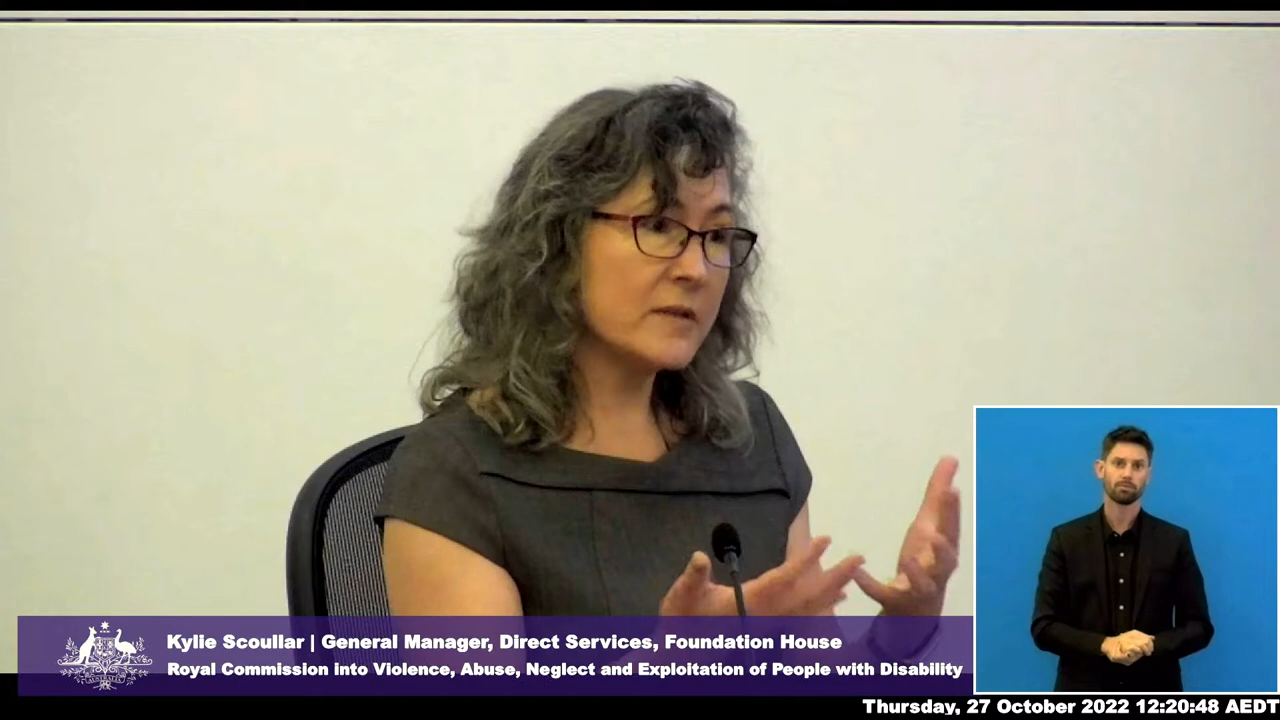 Kylie Scoullar | General Manager, Direct Services, Foundation House
Royal Commission into Violence, Abuse, Neglect and Exploitation of People with Disability
AUSTRALIA
Thursday, 27 October 2022 12:20:48 AEDT